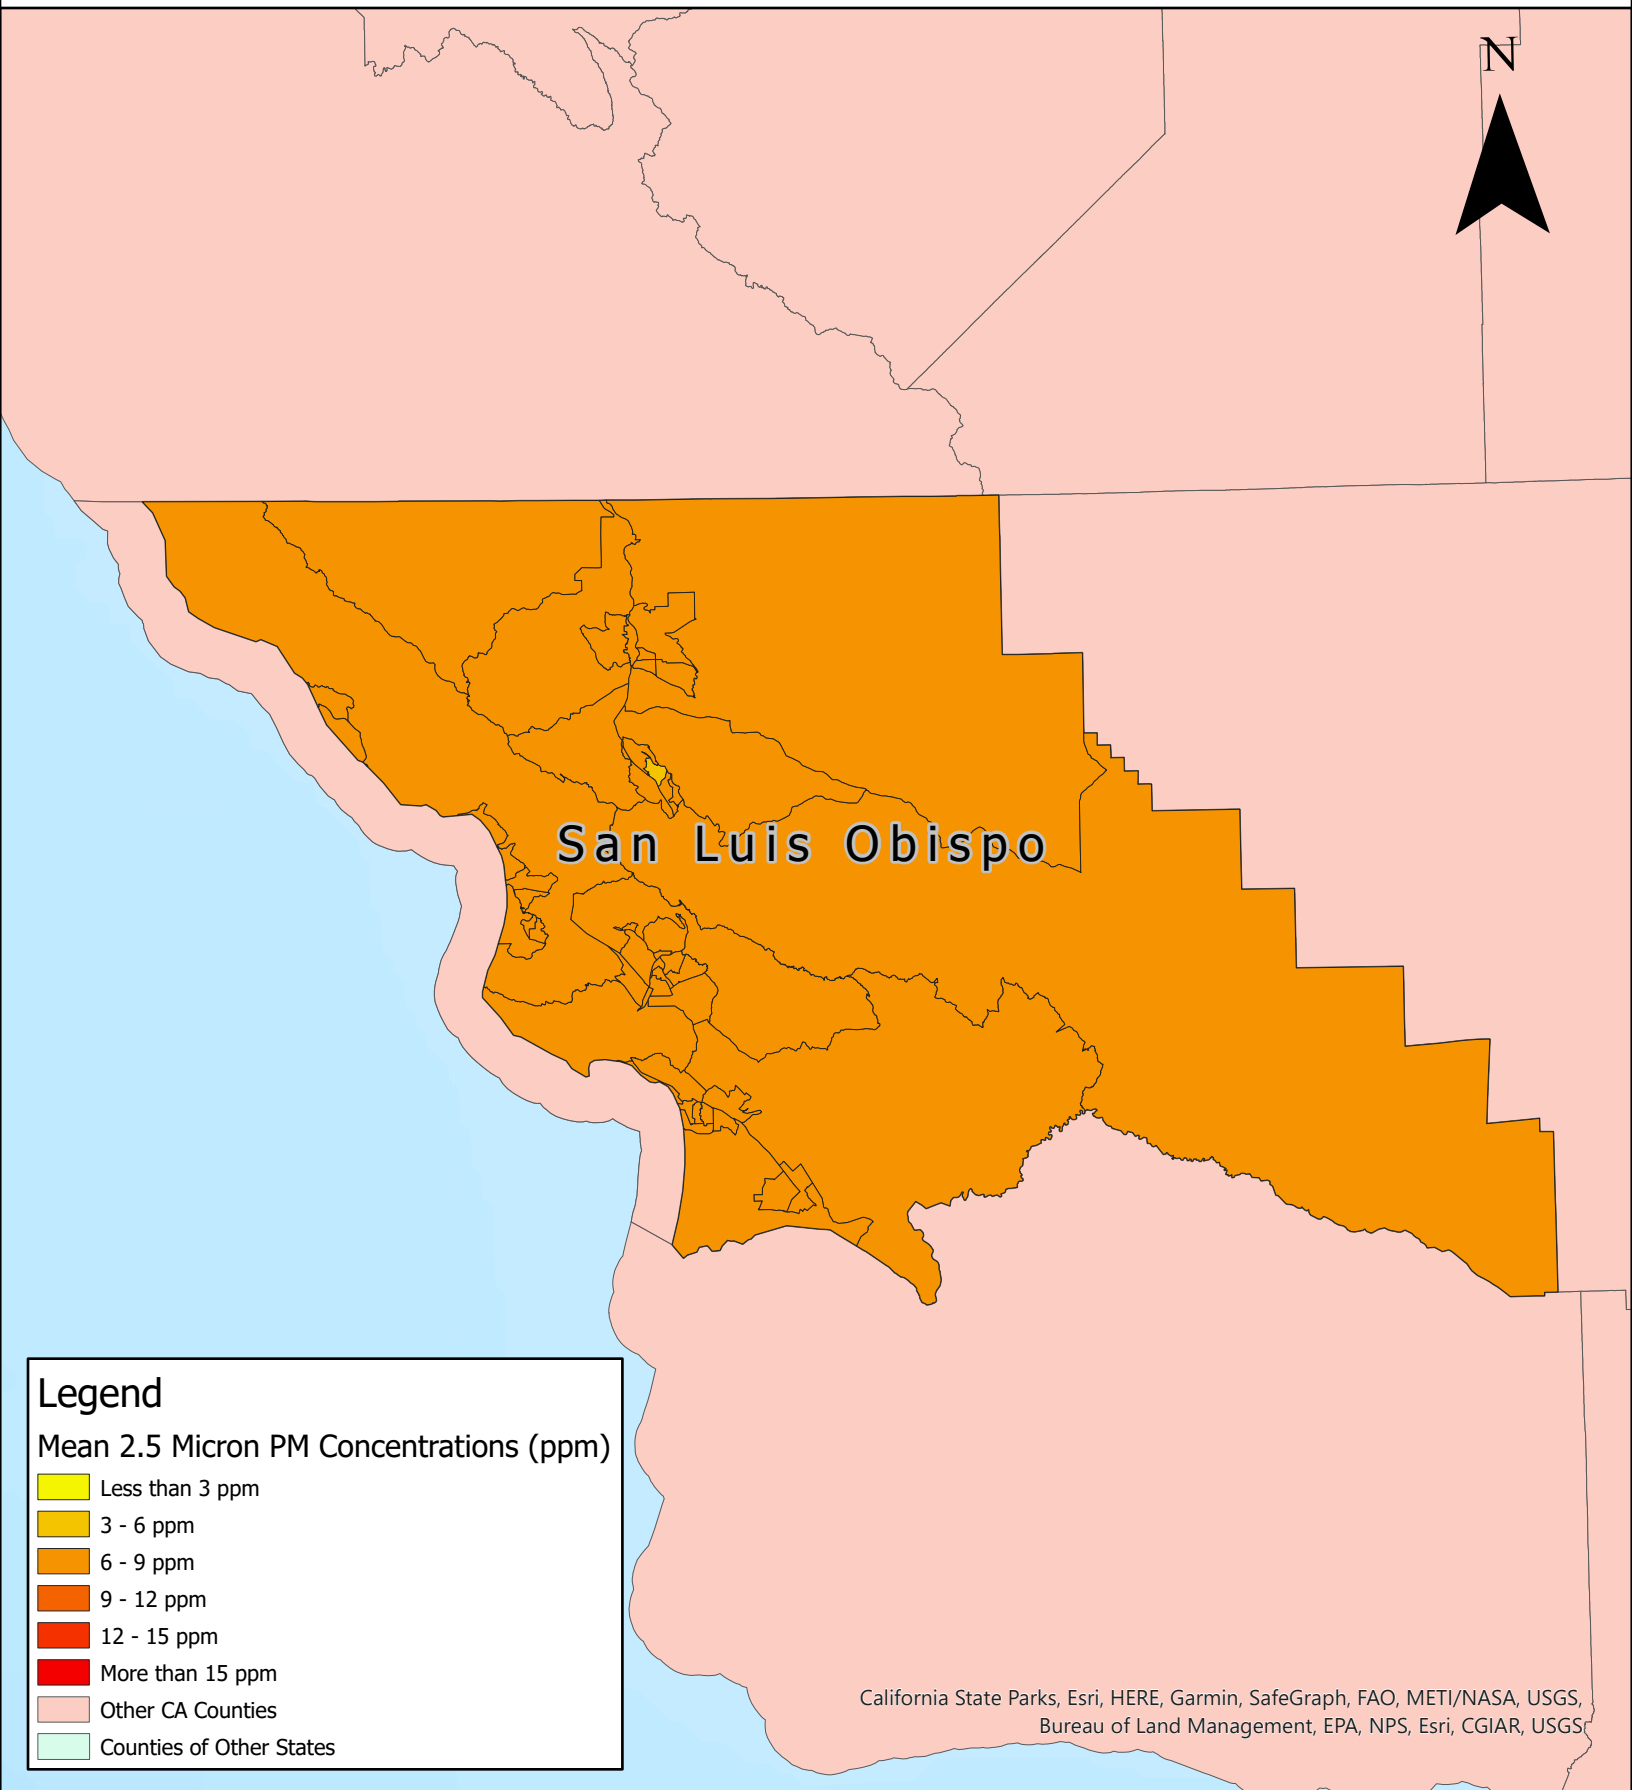 N
San Luis Obispo
Legend
Mean 2.5 Micron PM Concentrations (ppm)
Less than 3 ppm
3 - 6 ppm
6 - 9 ppm
9 - 12 ppm
12 - 15 ppm
More than 15 ppm
Other CA Counties
Counties of Other States
California State Parks, Esri, HERE, Garmin, SafeGraph, FAO, METI/NASA, USGS,
Bureau of Land Management, EPA, NPS, Esri, CGIAR, USGS